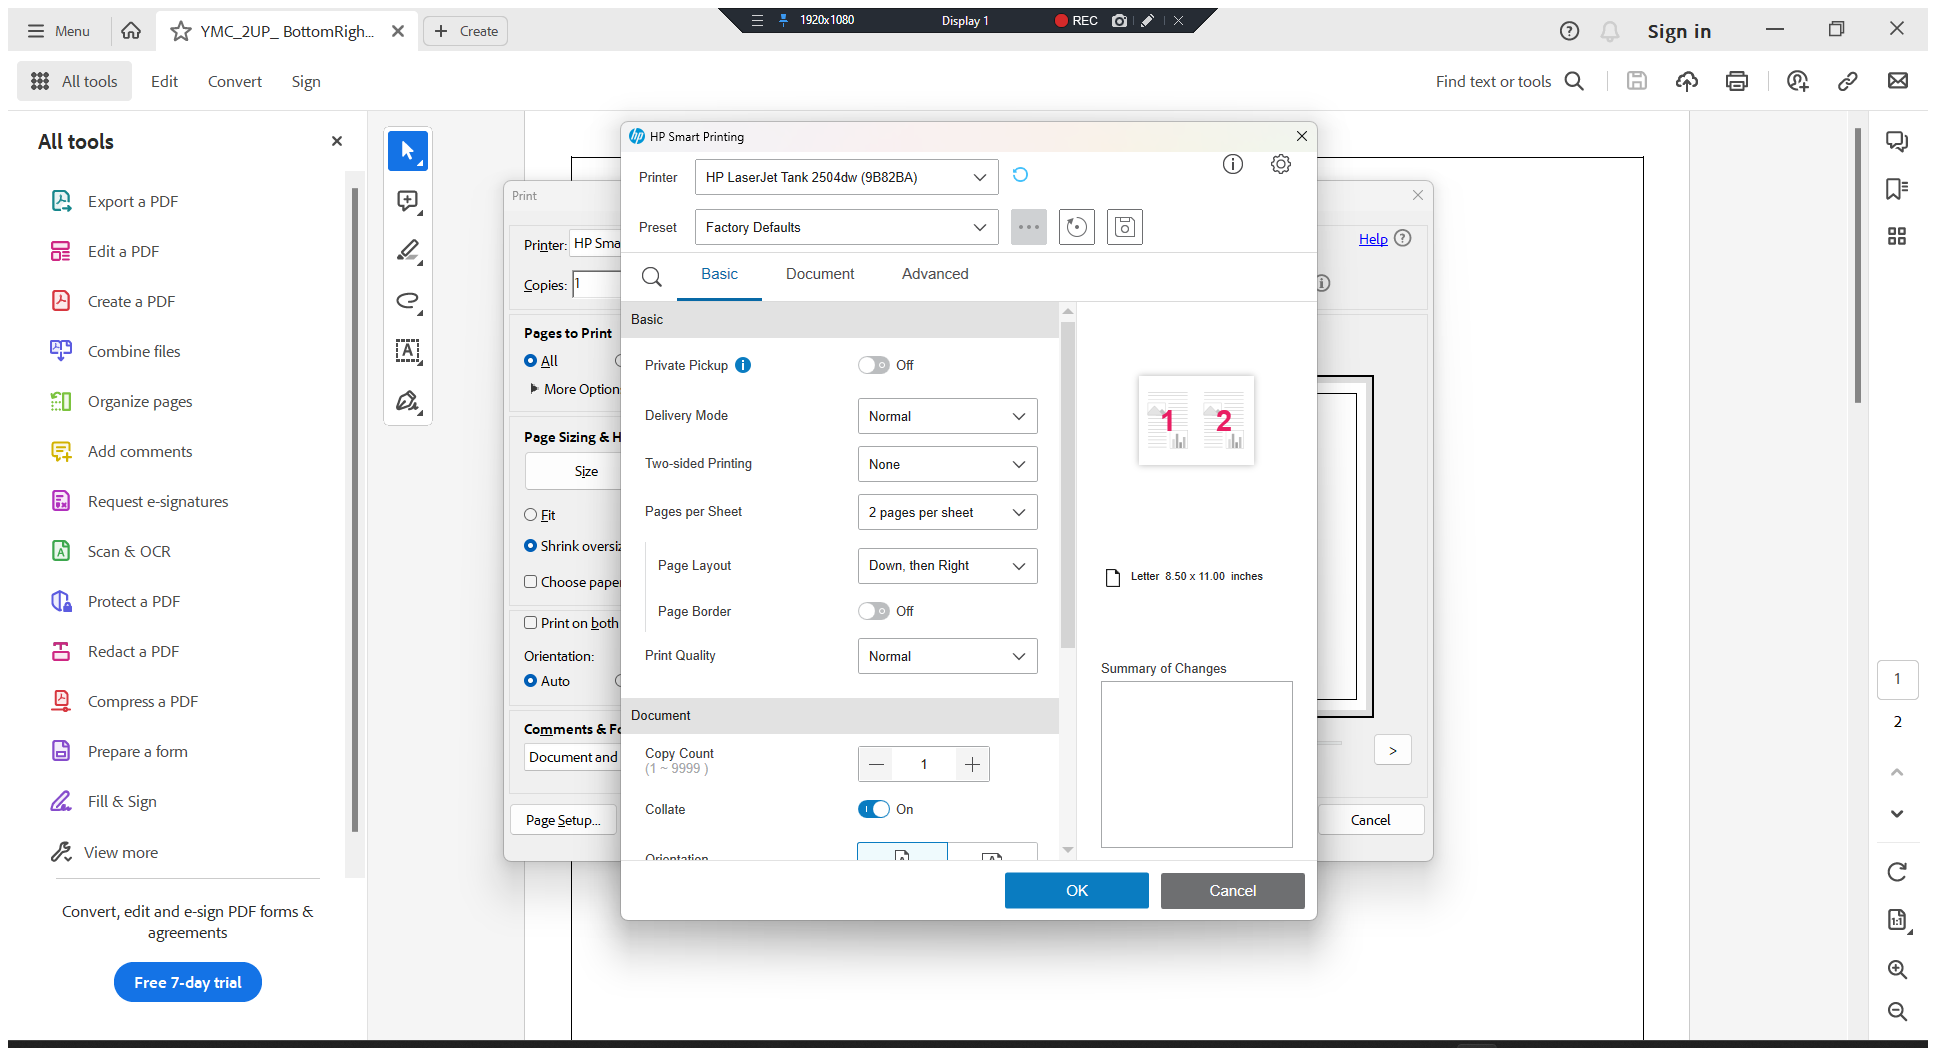 Menu
YMC_2UP_ BottomRigh...
Create
1920x1080
Display 1
REC
Sign in
All tools
Edit
Convert
Sign
Find text or tools
All tools
Export a PDF
Edit a PDF
Create a PDF
Combine files
Organize pages
Add comments
Request e-signatures
Scan & OCR
Protect a PDF
Redact a PDF
Compress a PDF
Prepare a form
Fill & Sign
View more
Convert, edit and e-sign PDF forms &
agreements
Free 7-day trial
Print
Printer: HP Sma
Copies: 1
Pages to Print
All
More Option
Page Sizing & H
Size
Fit
Shrink oversiz
Choose paper
Print on both
Orientation:
Auto
Comments & Fo
Document and
Page Setup...
Help
>
Cancel
HP Smart Printing
Printer
HP LaserJet Tank 2504dw (9B82BA)
Preset
Factory Defaults
Basic
Document
Advanced
Basic
Private Pickup
Off
Delivery Mode
Normal
Two-sided Printing
None
Pages per Sheet
2 pages per sheet
Page Layout
Down, then Right
Page Border
Off
Print Quality
Normal
Document
Copy Count
(1 ~ 9999 )
1
Collate
On
Orientation
1 2
Letter 8.50 x 11.00 inches
Summary of Changes
OK
Cancel
1
2
1:1